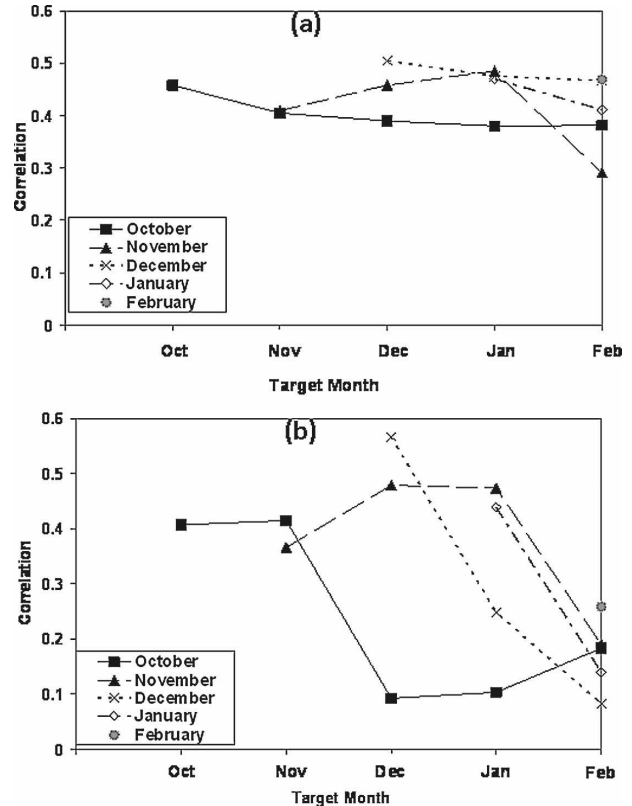 (a)
0.6
0.5
0.4
0.3
0.2
0.1
0
Correlation
October
November
December
January
February
Oct Nov Dec Jan Feb
Target Month
(b)
0.6
0.5
0.4
0.3
0.2
0.1
0
Correlation
October
November
December
January
February
Oct Nov Dec Jan Feb
Target Month